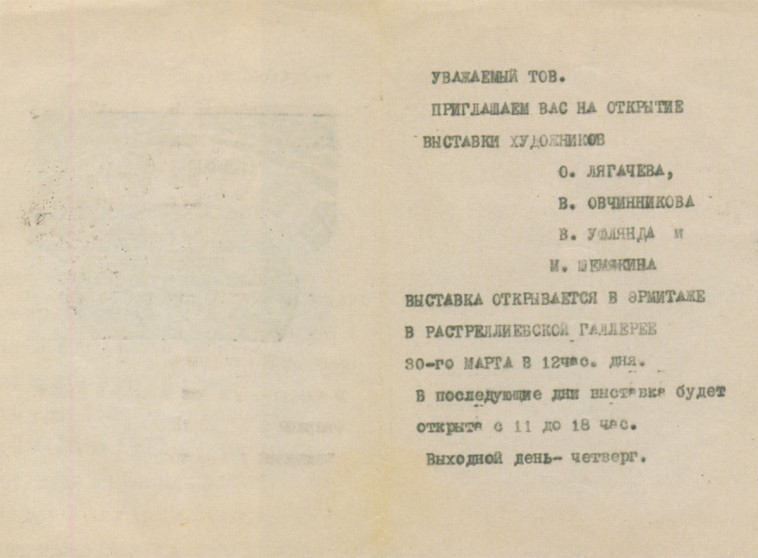 УВАЖАЕМЫЙ ТОВ.
ПРИГЛАШАЕМ ВАС НА ОТКРЫТИЕ
ВЫСТАВКИ ХУДОЖНИКОВ
О. ЛЯГАЧЕВА,
В. ОВЧИННИКОВА
В. УФЛЯНДА и
М. ШЕМЯКИНА
ВЫСТАВКА ОТКРЫВАЕТСЯ В ЭРМИТАЖЕ
В РАСТРЕЛЛИЕВСКОЙ ГАЛЛЕРЕЕ
30-го МАРТА В 12час. дня.
В последующие дни выставка будет
открыта с 11 до 18 час.
Выходной день- четверг.